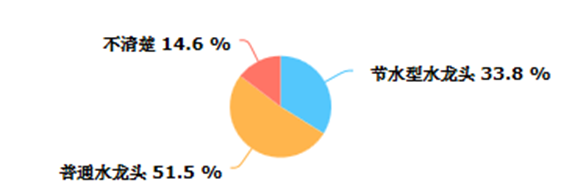 不清楚 14.6 %
节水型水龙头 33.8 %
普通水龙头 51.5 %